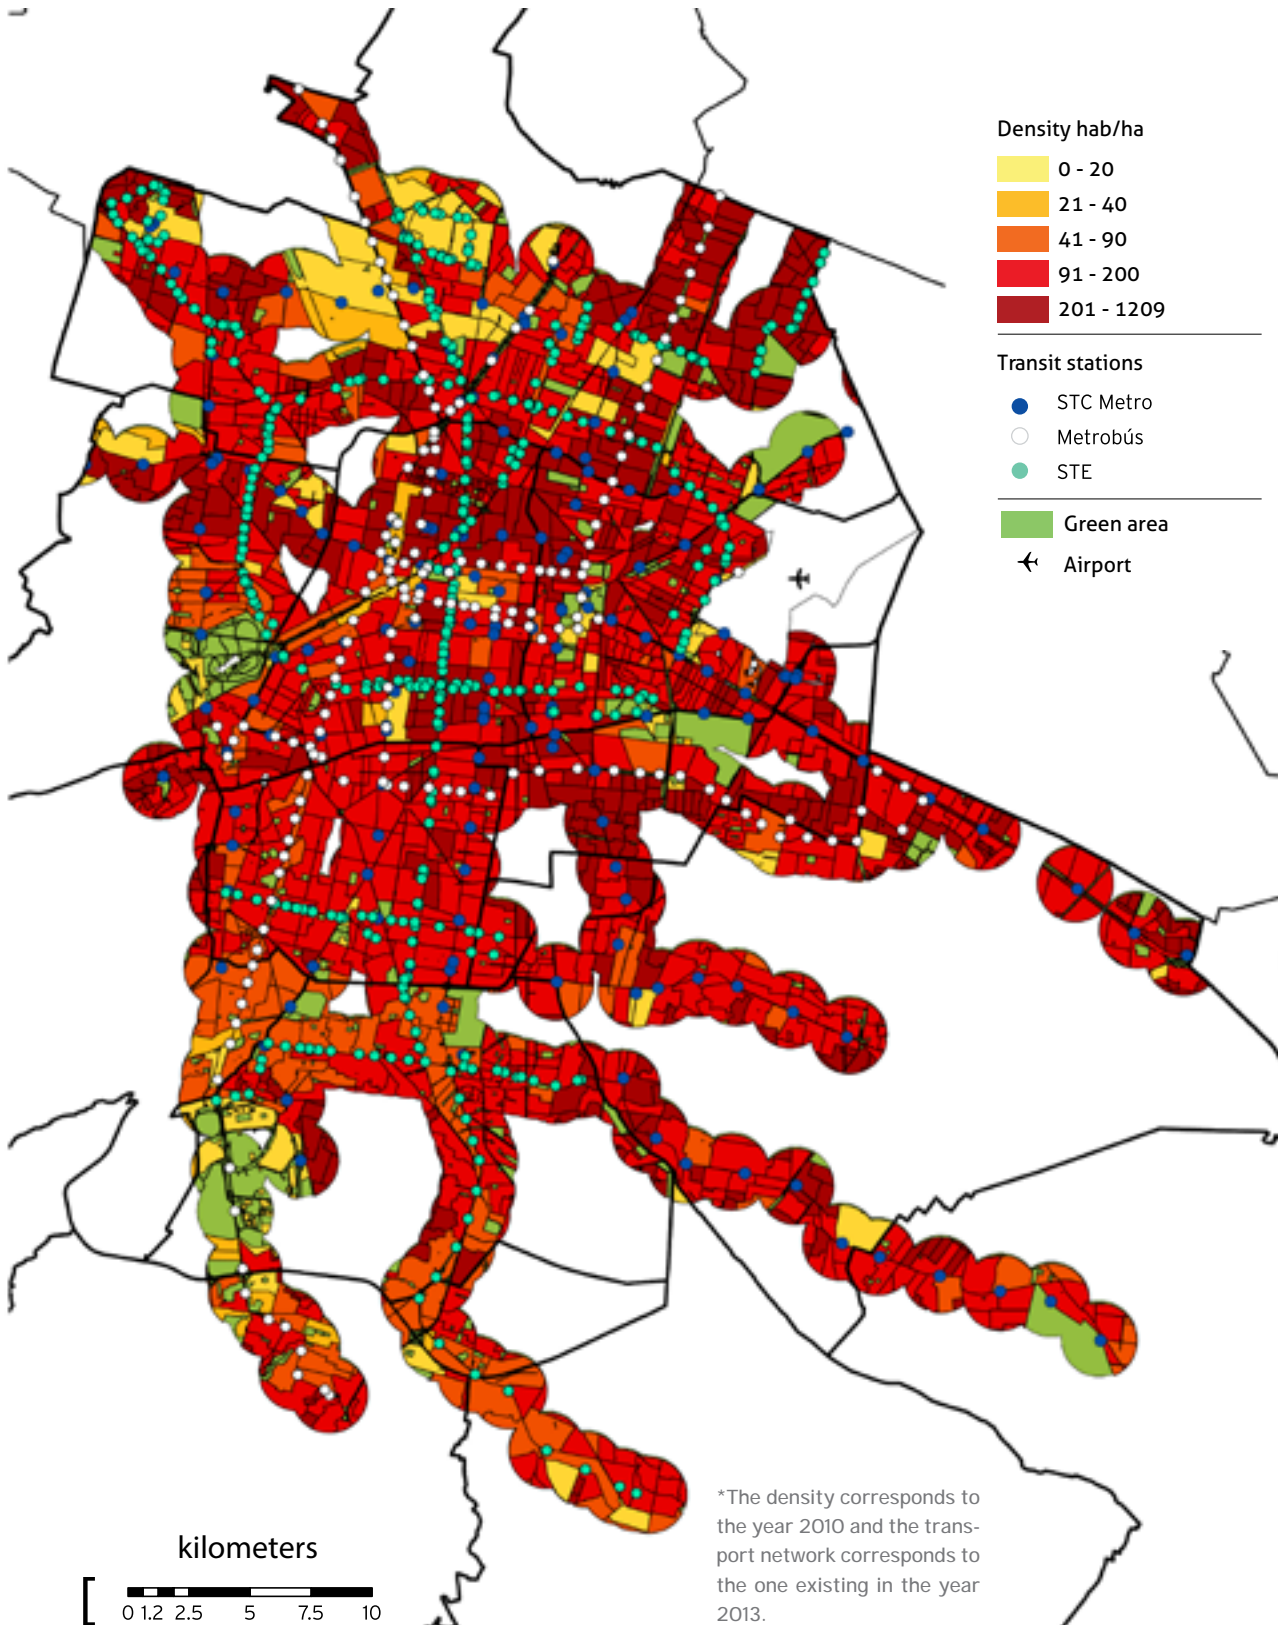 Density hab/ha
0 - 20
21 - 40
41 - 90
91 - 200
201 - 1209
Transit stations
STC Metro
Metrobús
STE
Green area
Airport
*The density corresponds to
the year 2010 and the trans-
port network corresponds to
the one existing in the year
2013.
kilometers
0 1.2 2.5 5 7.5 10